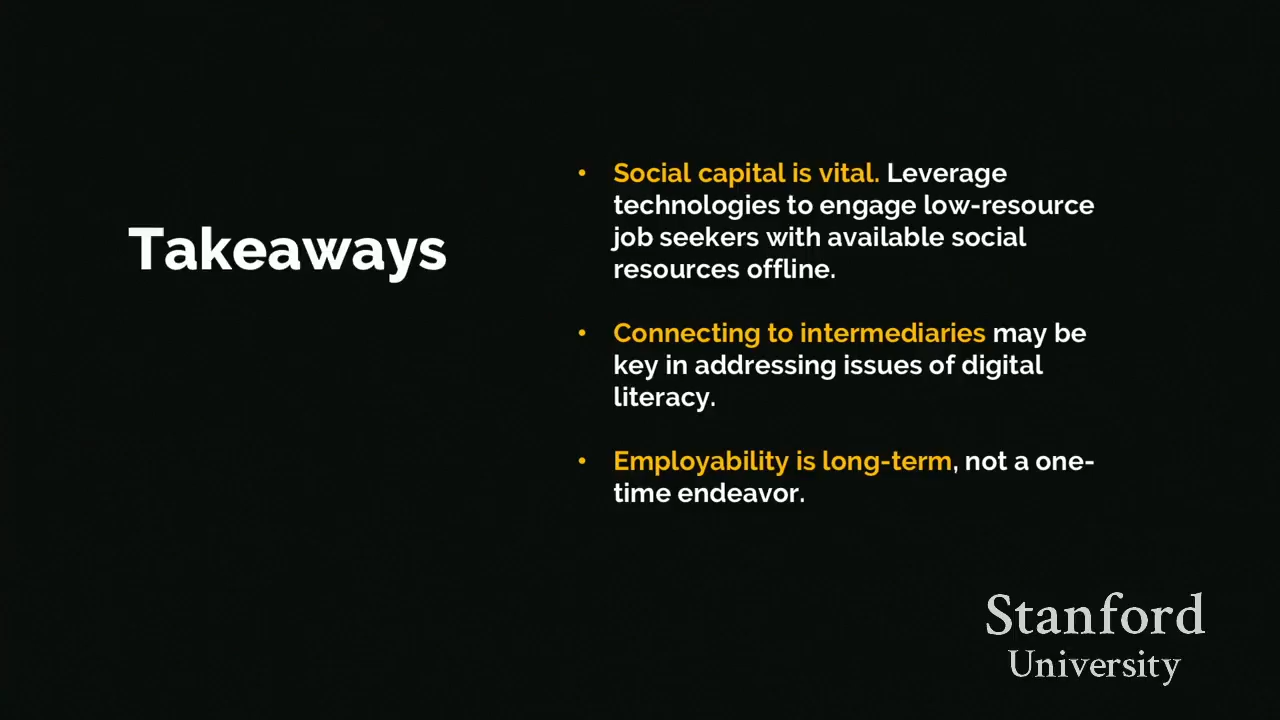 Takeaways
• Social capital is vital. Leverage
technologies to engage low-resource
job seekers with available social
resources offline.
• Connecting to intermediaries may be
key in addressing issues of digital
literacy.
• Employability is long-term, not a one-
time endeavor.
Stanford
University